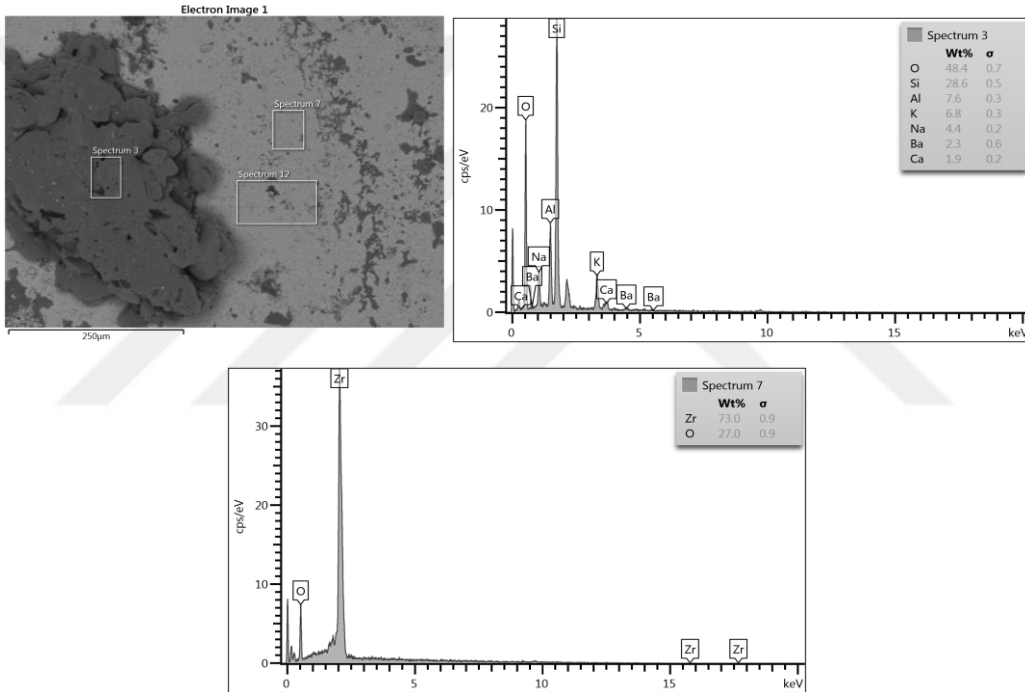 Electron Image 1
Spectrum 7
Spectrum 3
Spectrum 12
250µm
cps/eV
20
10
0
Si
O
Al
Na
Ba
Ca
K
Ca
Ba
Ba
0 5 10 15 keV
Spectrum 3
Wt% σ
O 48.4 0.7
Si 28.6 0.5
Al 7.6 0.3
K 6.8 0.3
Na 4.4 0.2
Ba 2.3 0.6
Ca 1.9 0.2
cps/eV
30
20
10
0
Zr
O
Zr
Zr
0 5 10 15 keV
Spectrum 7
Wt% σ
Zr 73.0 0.9
O 27.0 0.9